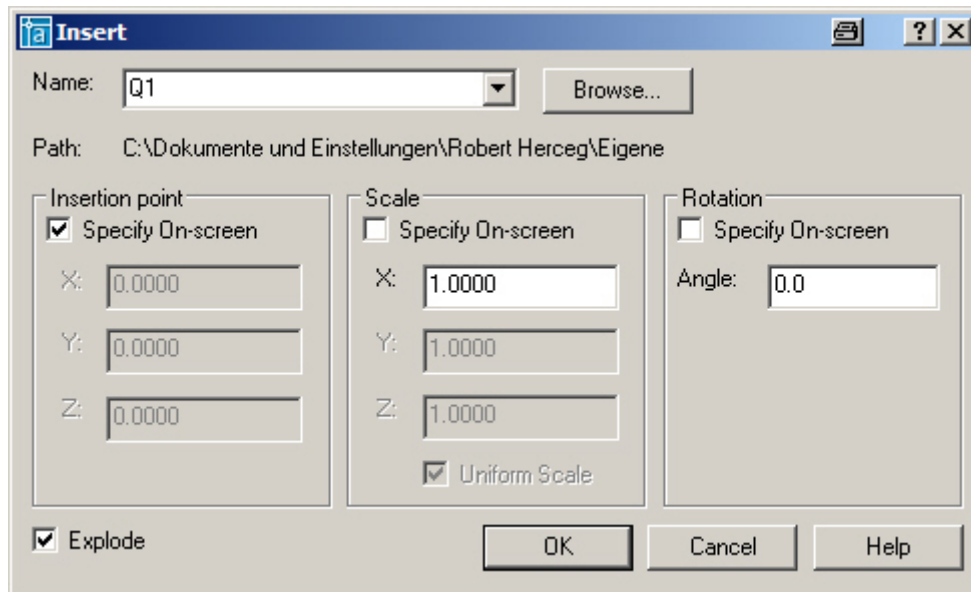 Insert
Name: Q1 Browse...
Path: C:\Dokumente und Einstellungen\Robert Herceg\Eigene
Insertion point
Specify On-screen
X: 0.0000
Y: 0.0000
Z: 0.0000
Scale
Specify On-screen
X: 1.0000
Y: 1.0000
Z: 1.0000
Uniform Scale
Rotation
Specify On-screen
Angle: 0.0
Explode
OK Cancel Help